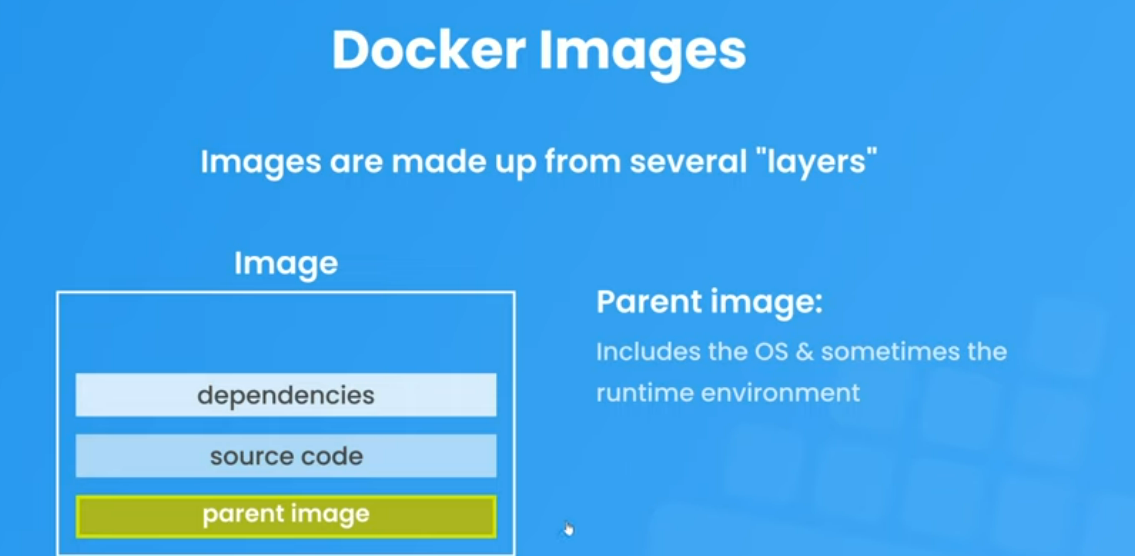 Docker Images
Images are made up from several "layers"
Image
dependencies
source code
parent image
Parent image:
Includes the OS & sometimes the
runtime environment